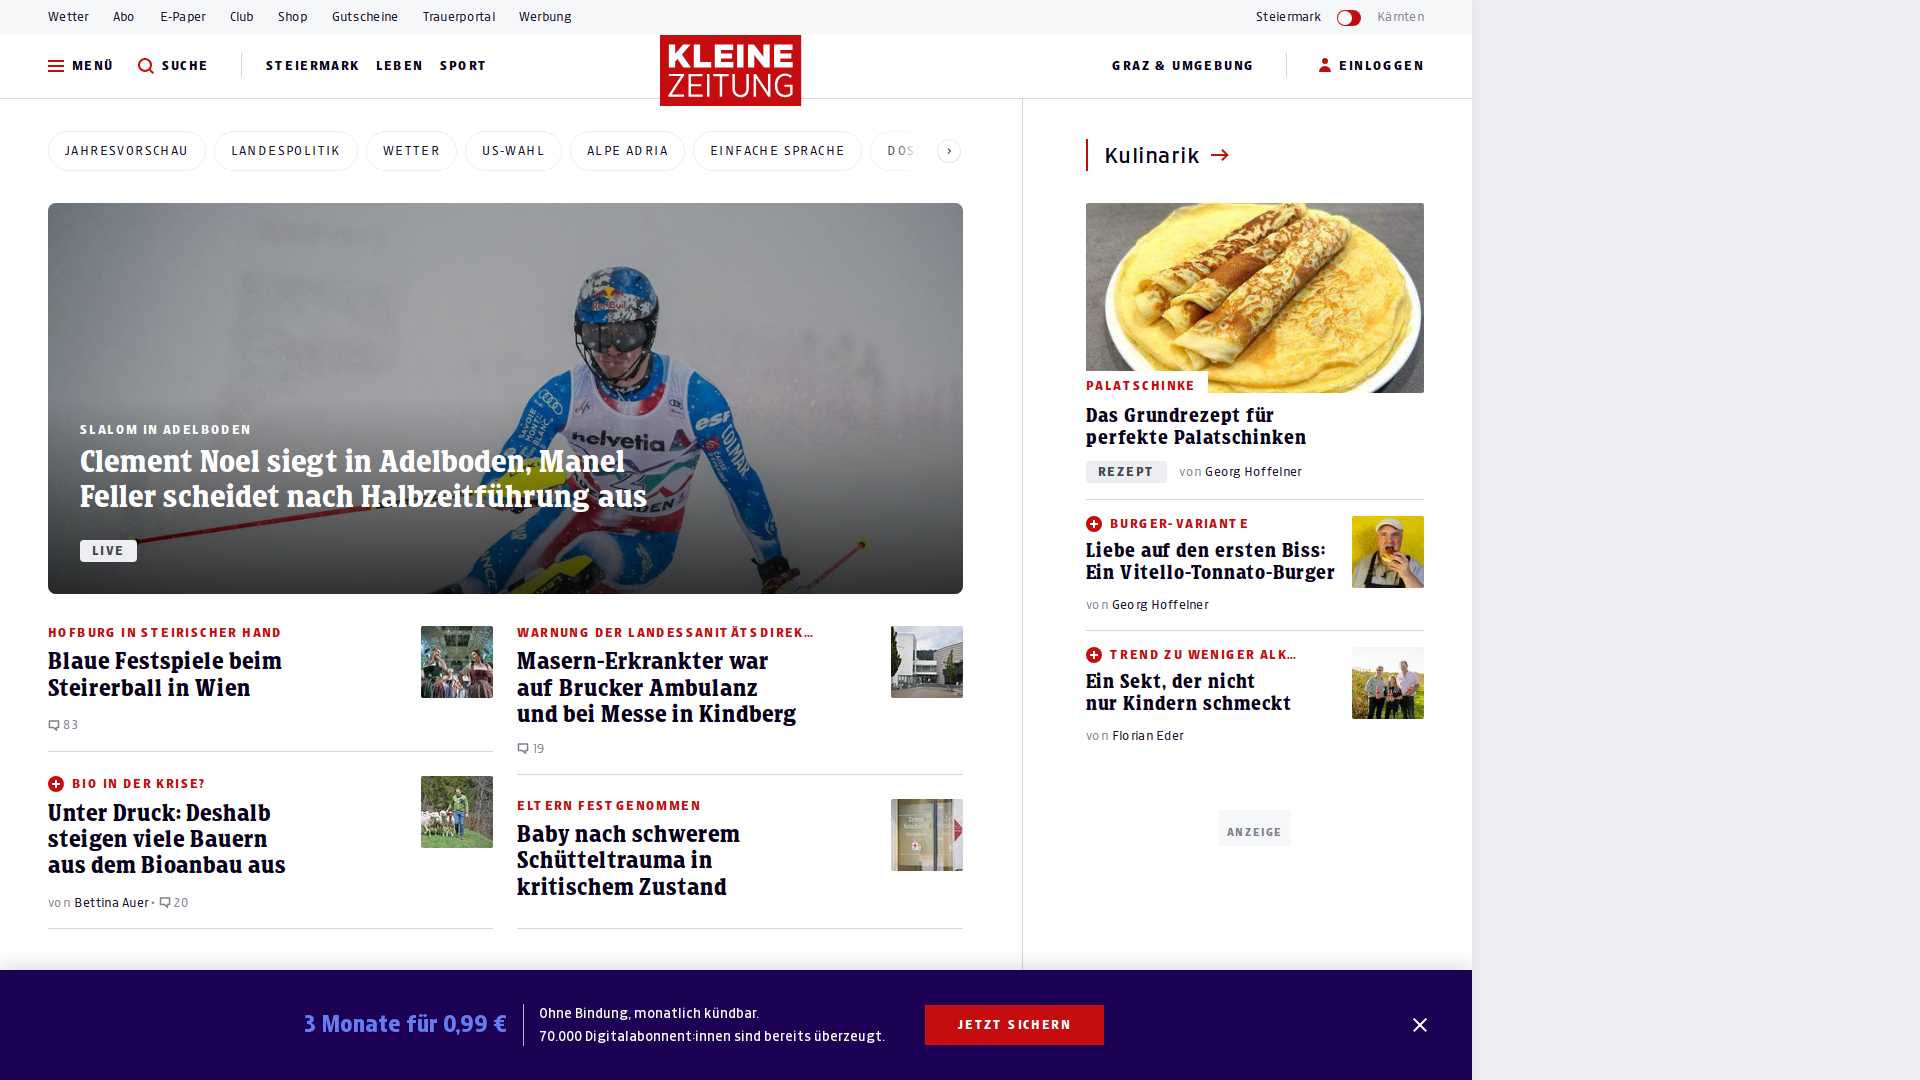 Wetter Abo E-Paper Club Shop Gutscheine Trauerportal Werbung Steiermark Kärnten
MENÜ SUCHE STEIERMARK LEBEN SPORT KLEINE ZEITUNG GRAZ & UMGEBUNG EINLOGGEN
JAHRESVORSCHAU LANDESPOLITIK WETTER US-WAHL ALPE ADRIA EINFACHE SPRACHE DOS
SLALOM IN ADELBODEN
Clement Noel siegt in Adelboden, Manel
Feller scheidet nach Halbzeitführung aus
LIVE
helvetia
COLMAR
HOFBURG IN STEIRISCHER HAND
Blaue Festspiele beim
Steirerball in Wien
83
BIO IN DER KRISE?
Unter Druck: Deshalb
steigen viele Bauern
aus dem Bioanbau aus
von Bettina Auer • 20
WARNUNG DER LANDESSANITÄTSDIREK...
Masern-Erkrankter war
auf Brucker Ambulanz
und bei Messe in Kindberg
19
ELTERN FESTGENOMMEN
Baby nach schwerem
Schütteltrauma in
kritischem Zustand
Kulinarik
PALATSCHINKE
Das Grundrezept für
perfekte Palatschinken
REZEPT von Georg Hoffelner
BURGER-VARIANTE
Liebe auf den ersten Biss:
Ein Vitello-Tonnato-Burger
von Georg Hoffelner
TREND ZU WENIGER ALK...
Ein Sekt, der nicht
nur Kindern schmeckt
von Florian Eder
ANZEIGE
3 Monate für 0,99 €
Ohne Bindung, monatlich kündbar.
70.000 Digitalabonnent:innen sind bereits überzeugt.
JETZT SICHERN